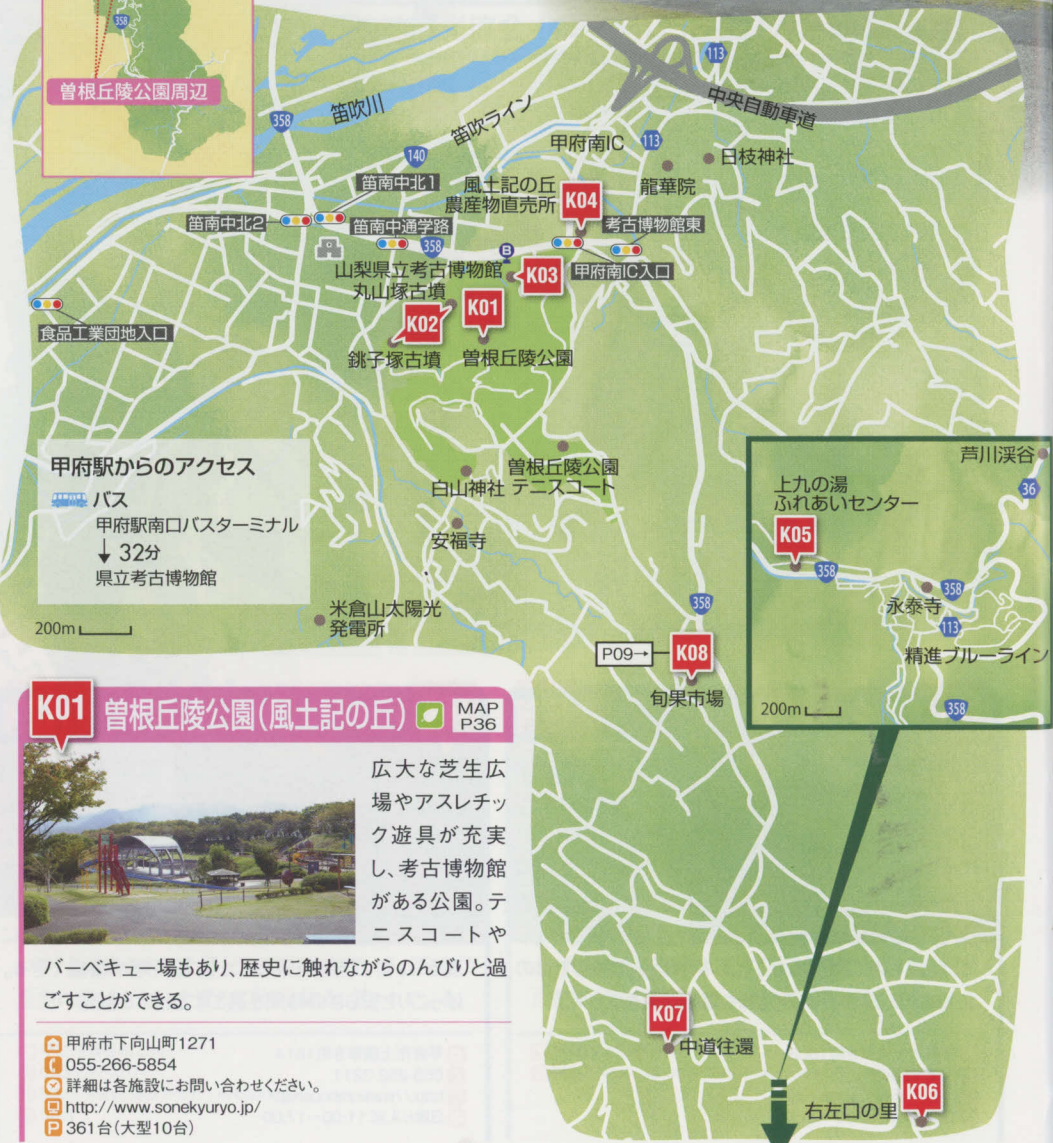 358
曽根丘陵公園周辺
113
中央自動車道
笛吹川
笛吹ライン
358
甲府南IC
113
日枝神社
140
龍華院
笛南中北1
風土記の丘
農産物直売所
K04
笛南中北2
笛南中通学路
358
考古博物館東
B
甲府南IC入口
山梨県立考古博物館
K03
丸山塚古墳
K01
K02
食品工業団地入口
銚子塚古墳
曽根丘陵公園
甲府駅からのアクセス
バス
甲府駅南口バスターミナル
↓ 32分
県立考古博物館
曽根丘陵公園
テニスコート
白山神社
安福寺
米倉山太陽光
発電所
200m
芦川渓谷
36
上九の湯
ふれあいセンター
K05
358
永泰寺
358
113
精進ブルーライン
358
200m
358
P09→
K08
旬果市場
K07
中道往還
右左口の里
K06
K01
曽根丘陵公園(風土記の丘)
MAP
P36
広大な芝生広
場やアスレチッ
ク遊具が充実
し、考古博物館
がある公園。テ
ニスコートや
バーベキュー場もあり、歴史に触れながらのんびりと過
ごすことができる。
甲府市下向山町1271
055-266-5854
詳細は各施設にお問い合わせください。
http://www.sonekyuryo.jp/
P 361台(大型10台)